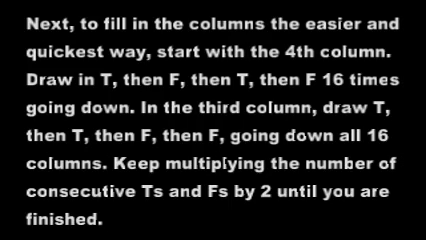 Next, to fill in the columns the easier and
quickest way, start with the 4th column.
Draw in T, then F, then T, then F 16 times
going down. In the third column, draw T,
then T, then F, then F, going down all 16
columns. Keep multiplying the number of
consecutive Ts and Fs by 2 until you are
finished.